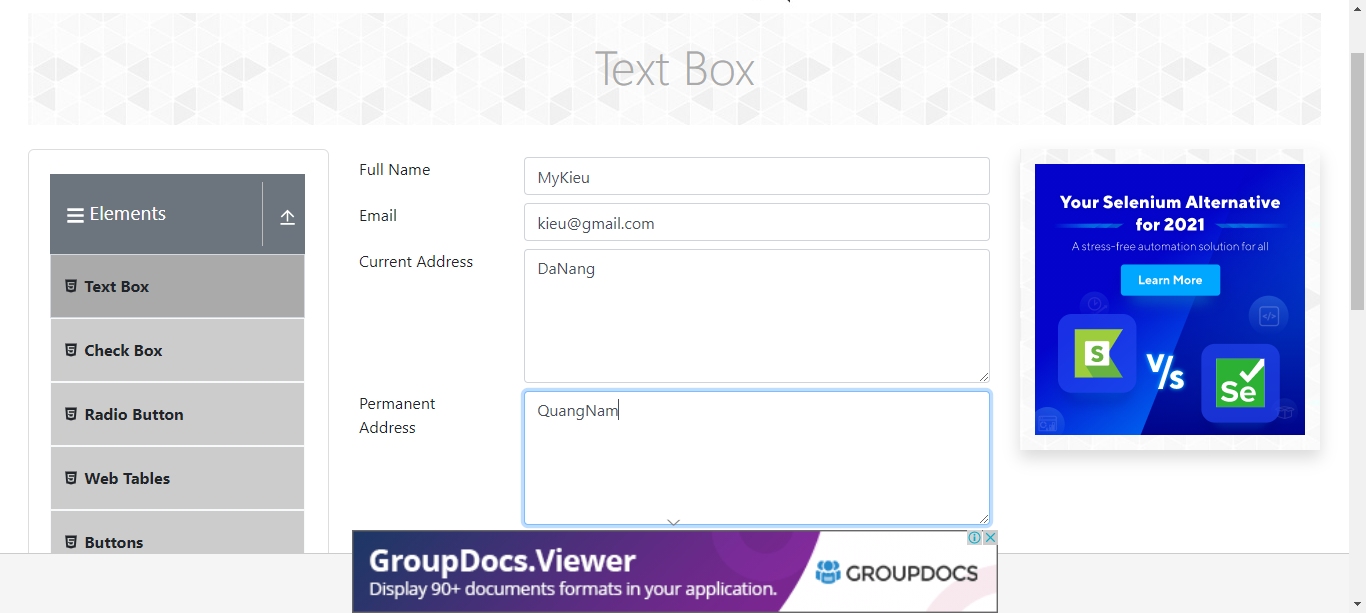 Text Box
Elements
Text Box
Check Box
Radio Button
Web Tables
Buttons
Full Name
MyKieu
Email
kieu@gmail.com
Current Address
DaNang
Permanent
Address
QuangNam
Your Selenium Alternative
for 2021
A stress-free automation solution for all
Learn More
S
V/s
Se
GroupDocs.Viewer
Display 90+ documents formats in your application.
GROUPDOCS